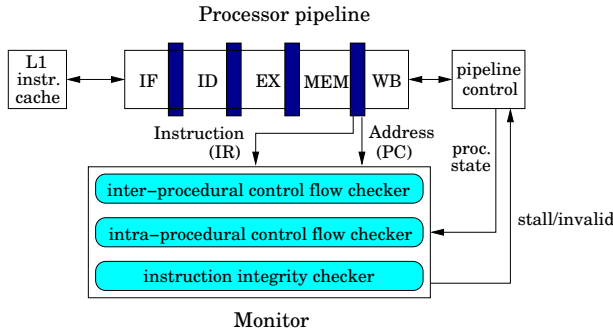 Processor pipeline
L1
instr.
cache
IF
ID
EX
MEM
WB
pipeline
control
Instruction
(IR)
Address
(PC)
proc.
state
stall/invalid
inter−procedural control flow checker
intra−procedural control flow checker
instruction integrity checker
Monitor